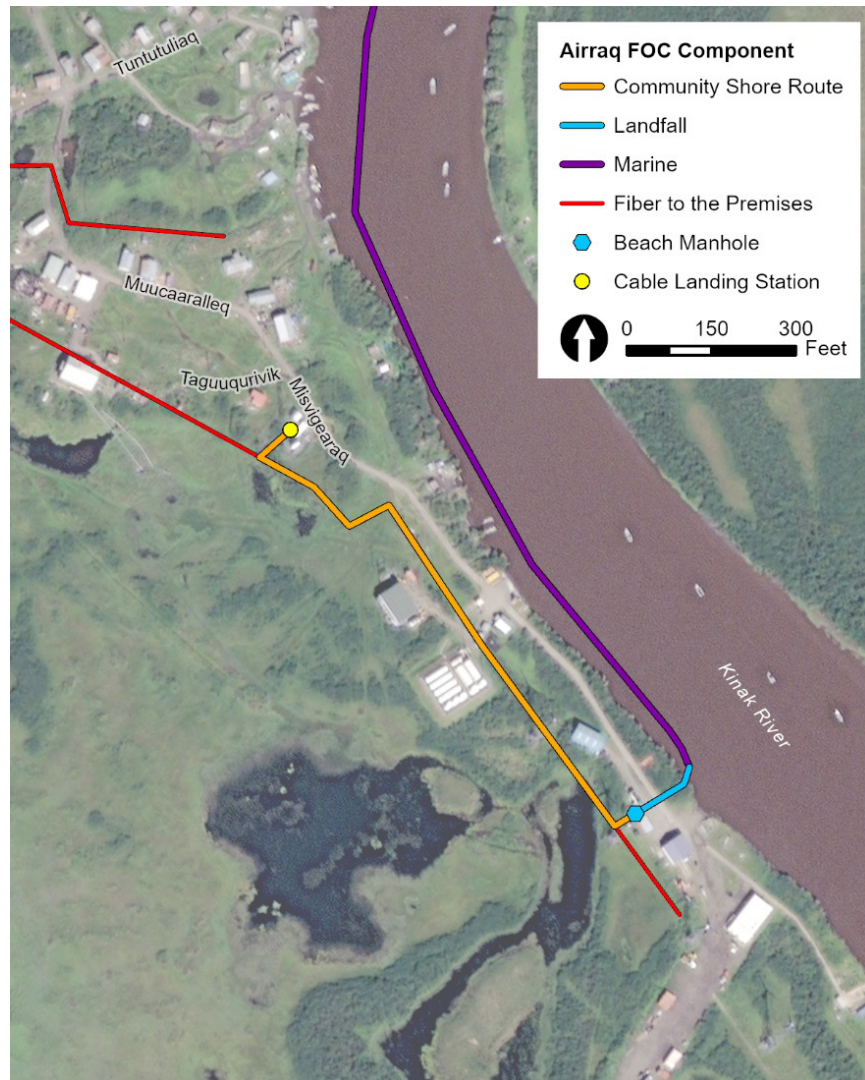 Tuntutuliaq
Muucaaralleq
Taguuqurivik
Misvigearaq
Kinak River
Airraq FOC Component
Community Shore Route
Landfall
Marine
Fiber to the Premises
Beach Manhole
Cable Landing Station
0 150 300
Feet